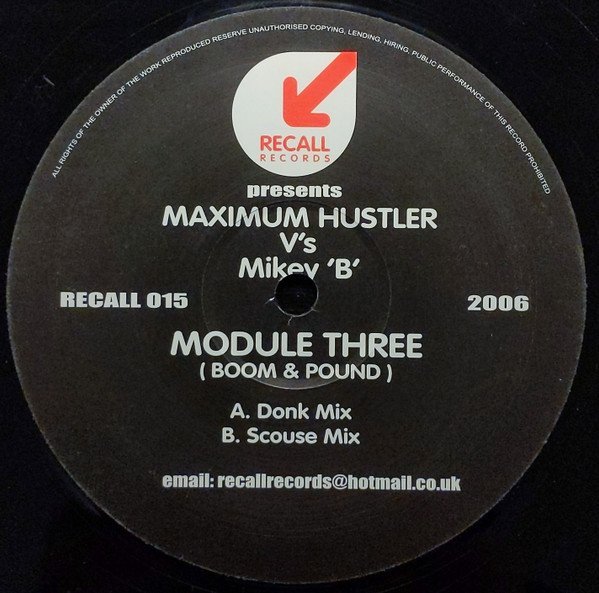 ALL RIGHTS OF THE OWNER OF THE WORK REPRODUCED RESERVE UNAUTHORISED COPYING, LENDING, HIRING, PUBLIC PERFORMANCE OF THIS RECORD PROHIBITED
RECALL
RECORDS
presents
MAXIMUM HUSTLER
V's
Mikey 'B'
RECALL 015
2006
MODULE THREE
( BOOM & POUND )
A. Donk Mix
B. Scouse Mix
email: recallrecords@hotmail.co.uk